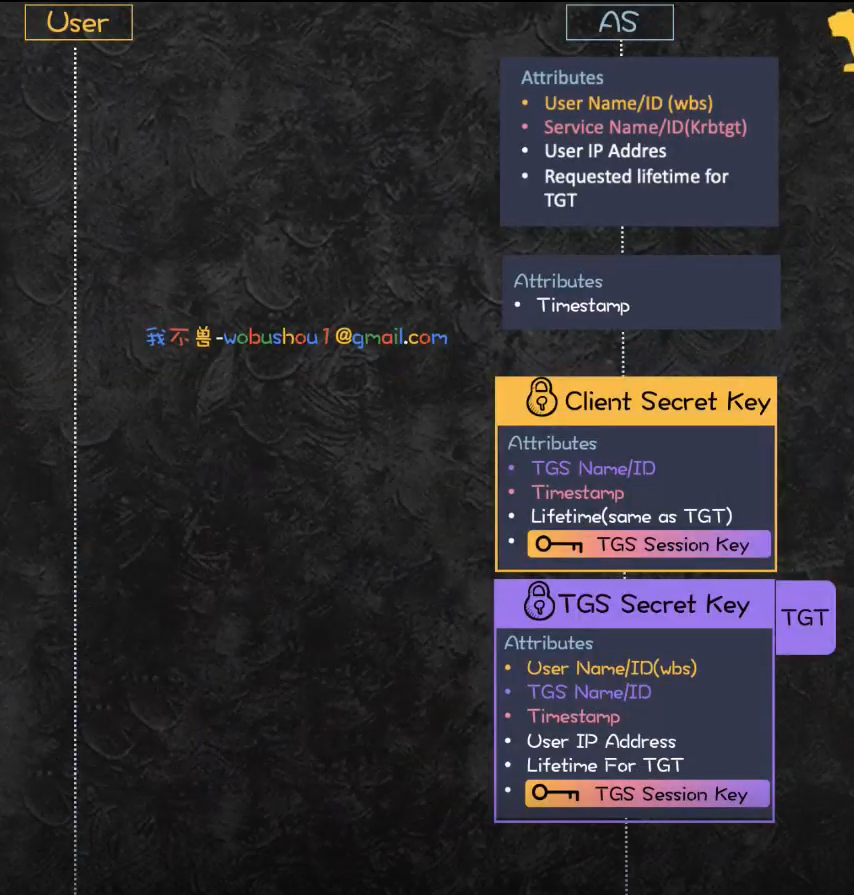 User
AS
Attributes
• User Name/ID (wbs)
• Service Name/ID(Krbtgt)
• User IP Addres
• Requested lifetime for
TGT
Attributes
• Timestamp
我不兽-wobushou1@gmail.com
Client Secret Key
Attributes
• TGS Name/ID
• Timestamp
• Lifetime(same as TGT)
• TGS Session Key
TGS Secret Key
TGT
Attributes
• User Name/ID(wbs)
• TGS Name/ID
• Timestamp
• User IP Address
• Lifetime For TGT
• TGS Session Key